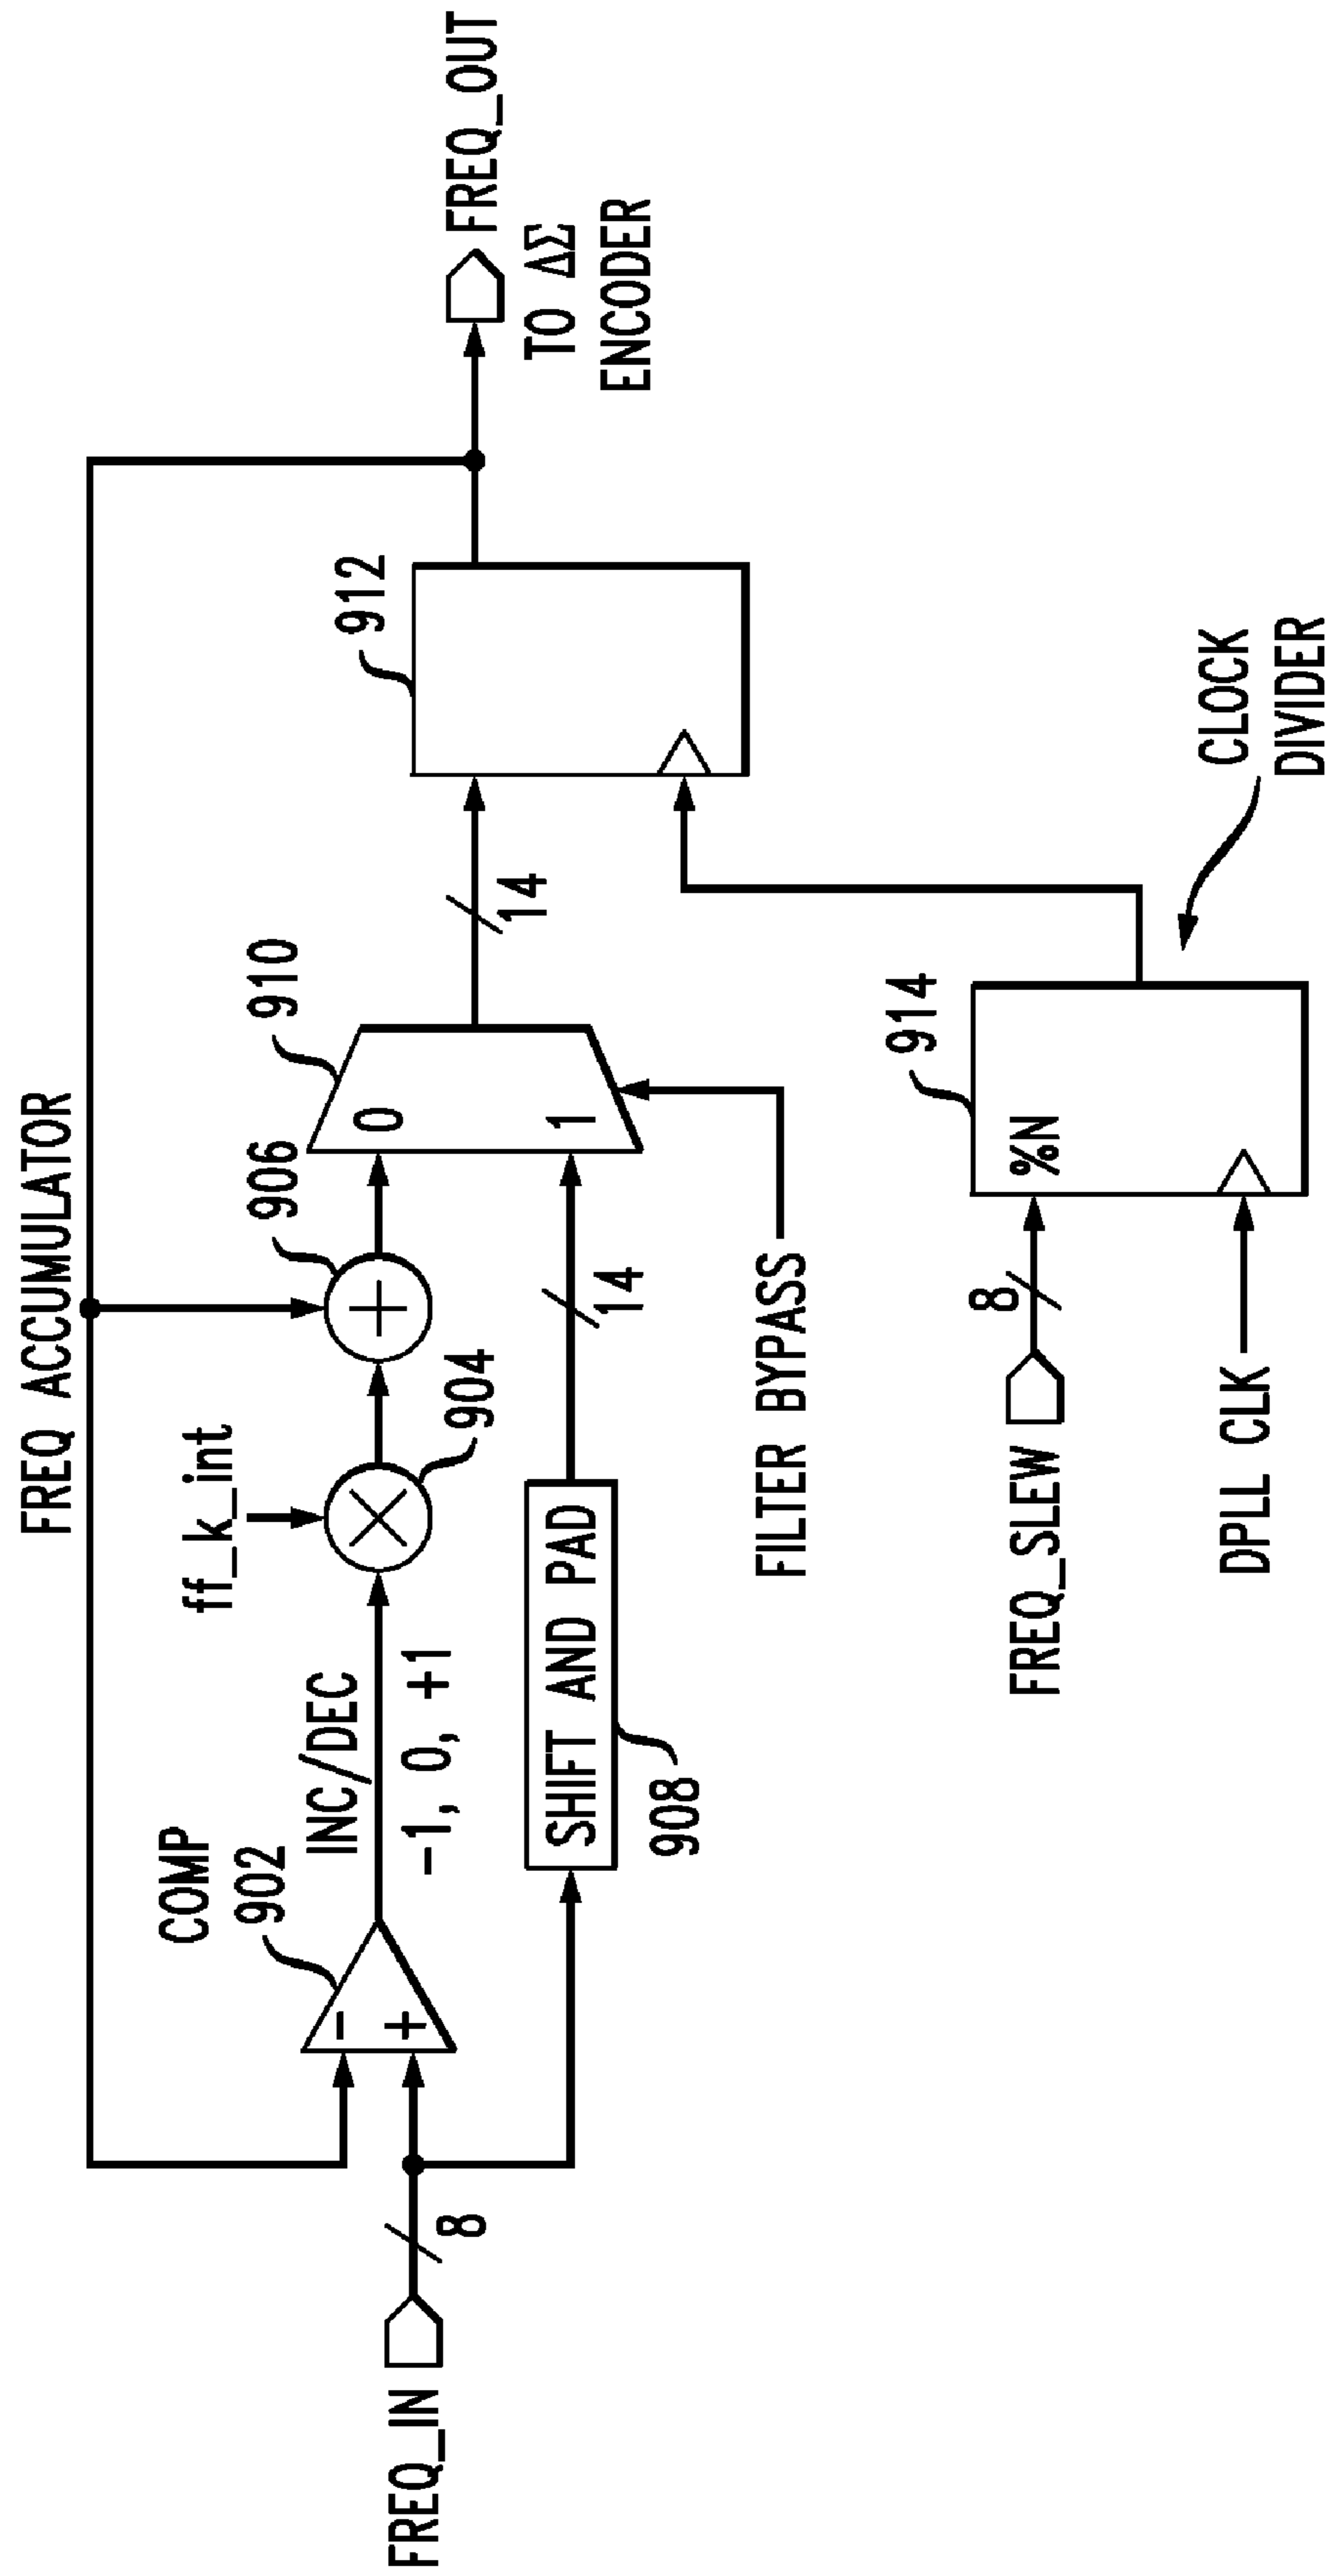 FREQ ACCUMULATOR
ff_k_int
COMP
902
904
906
910
912
FREQ_IN
8
-
+
INC/DEC
-1, 0, +1
0
1
14
FREQ_OUT
TO ΔΣ
ENCODER
SHIFT AND PAD
908
14
FILTER BYPASS
FREQ_SLEW
8
%N
914
DPLL CLK
CLOCK
DIVIDER